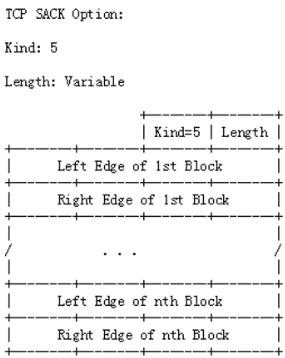 TCP SACK Option:
Kind: 5
Length: Variable
Kind=5 | Length
Left Edge of 1st Block
Right Edge of 1st Block
. . .
Left Edge of nth Block
Right Edge of nth Block